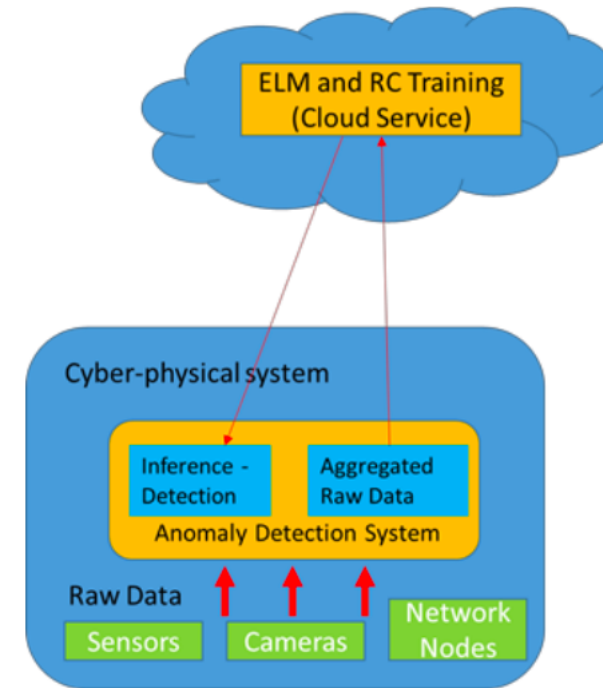 ELM and RC Training
(Cloud Service)
Cyber-physical system
Inference -
Detection
Aggregated
Raw Data
Anomaly Detection System
Raw Data
Sensors
Cameras
Network
Nodes